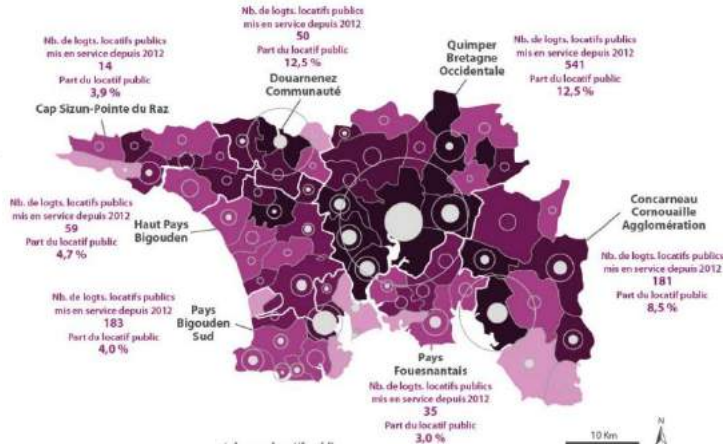 Nb. de logts. locatifs publics
mis en service depuis 2012
50
Part du locatif public
12,5 %
Douarnenez
Communauté
Quimper
Bretagne
Occidentale
Nb. de logts. locatifs publics
mis en service depuis 2012
541
Part du locatif public
12,5 %
Nb. de logts. locatifs publics
mis en service depuis 2012
14
Part du locatif public
3,9 %
Cap Sizun-Pointe du Raz
Nb. de logts. locatifs publics
mis en service depuis 2012
59
Part du locatif public
4,7 %
Haut Pays
Bigouden
Concarneau
Cornouaille
Agglomération
Nb. de logts. locatifs publics
mis en service depuis 2012
181
Part du locatif public
8,5 %
Nb. de logts. locatifs publics
mis en service depuis 2012
183
Part du locatif public
4,0 %
Pays
Bigouden
Sud
Pays
Fouesnantais
Nb. de logts. locatifs publics
mis en service depuis 2012
35
Part du locatif public
3,0 %
10 Km
N